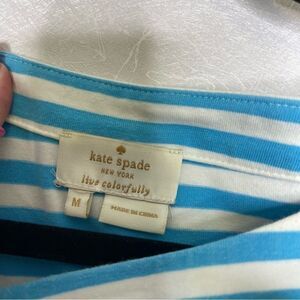 kate spade
NEW YORK
live colorfully
M
MADE IN CHINA